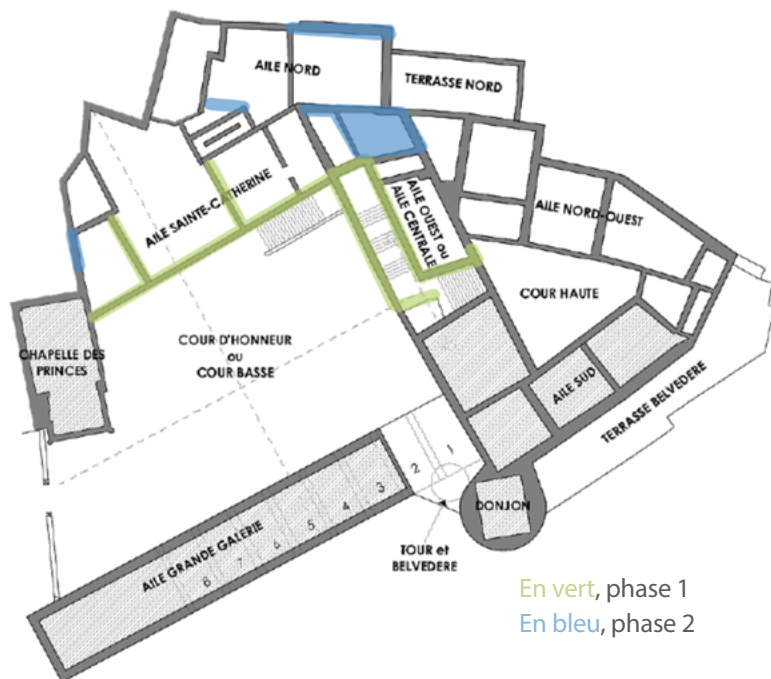 AILE NORD
TERRASSE NORD
AILE SAINTE-CATHERINE
AILE OUEST ou
AILE CENTRALE
AILE NORD-OUEST
COUR HAUTE
CHAPELLE DES
PRINCES
COUR D'HONNEUR
ou
COUR BASSE
AILE SUD
TERRASSE BELVEDERE
1
2
3
4
5
6
7
8
AILE GRANDE GALERIE
DONJON
TOUR et
BELVEDERE
En vert, phase 1
En bleu, phase 2